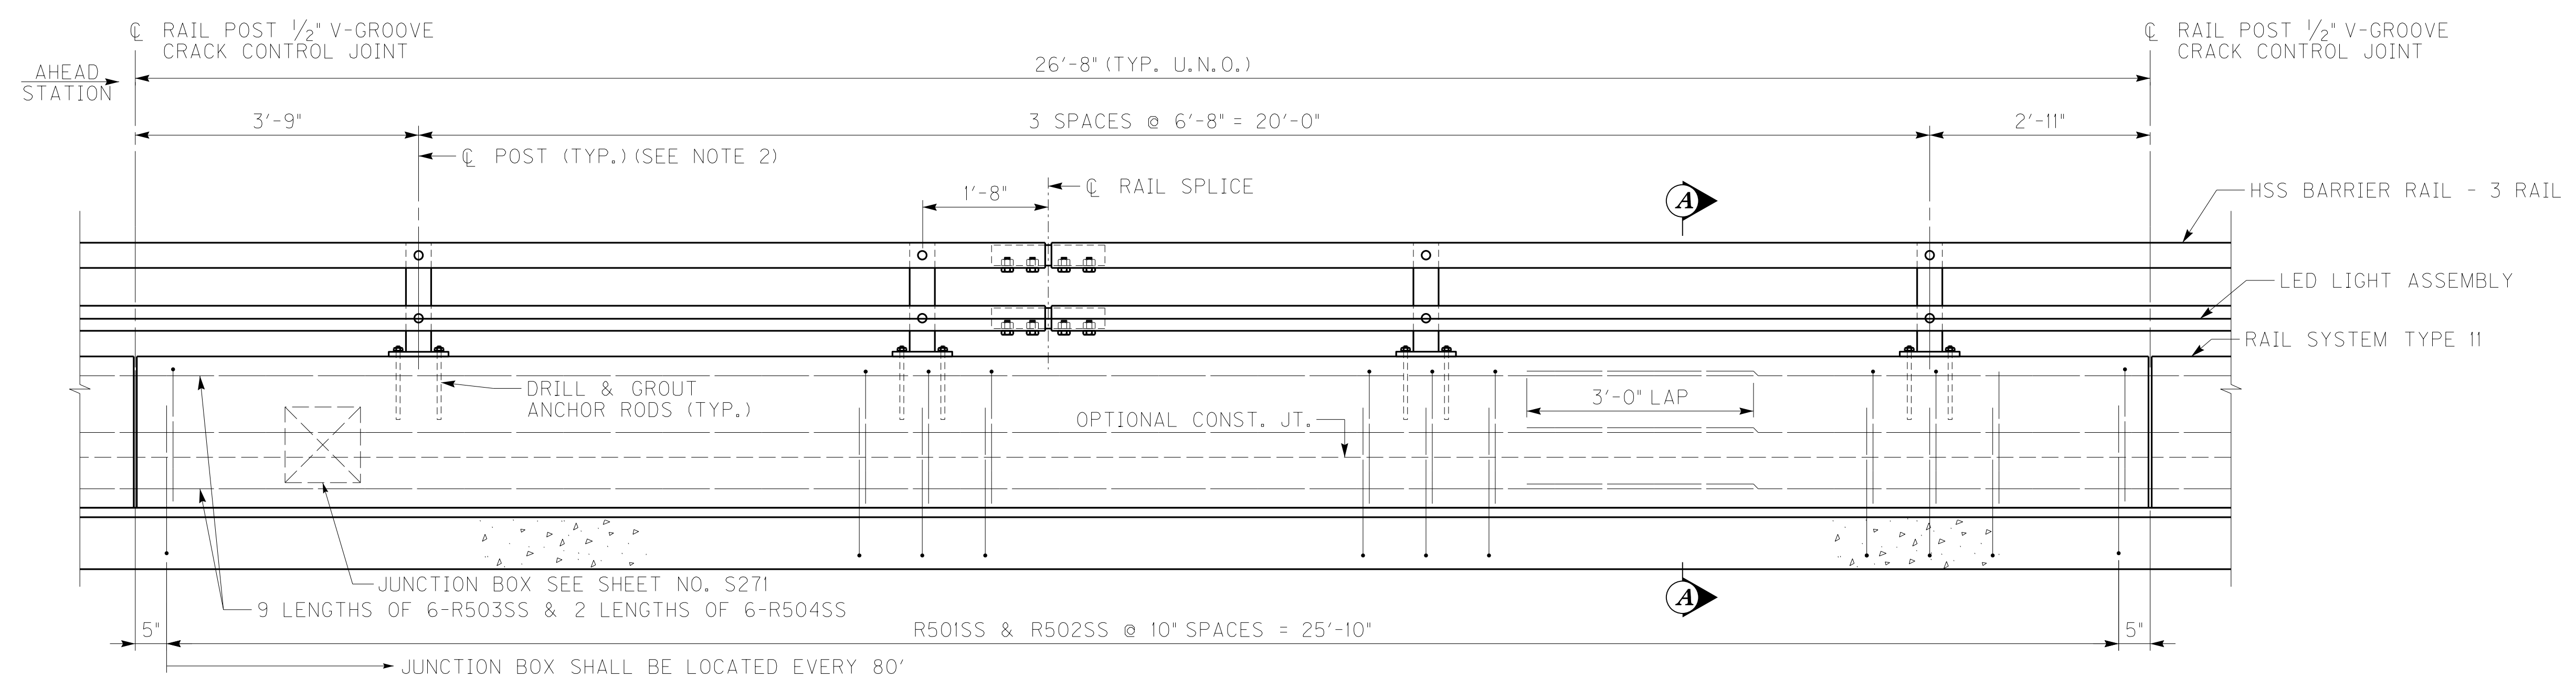 ℄ RAIL POST ½" V-GROOVE
CRACK CONTROL JOINT
℄ RAIL POST ½" V-GROOVE
CRACK CONTROL JOINT
AHEAD
STATION
26'-8" (TYP. U.N.O.)
3'-9"
3 SPACES @ 6'-8" = 20'-0"
2'-11"
℄ POST (TYP.) (SEE NOTE 2)
1'-8"
℄ RAIL SPLICE
A
HSS BARRIER RAIL - 3 RAIL
LED LIGHT ASSEMBLY
RAIL SYSTEM TYPE 11
DRILL & GROUT
ANCHOR RODS (TYP.)
3'-0" LAP
OPTIONAL CONST. JT.
JUNCTION BOX SEE SHEET NO. S271
A
9 LENGTHS OF 6-R503SS & 2 LENGTHS OF 6-R504SS
5"
R501SS & R502SS @ 10" SPACES = 25'-10"
5"
JUNCTION BOX SHALL BE LOCATED EVERY 80'